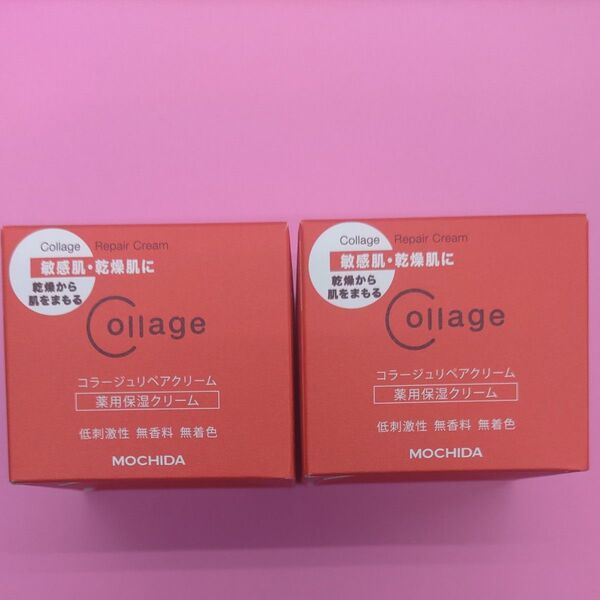 Collage Repair Cream
敏感肌・乾燥肌に
乾燥から
肌をまもる
Collage
コラージュリペアクリーム
薬用保湿クリーム
低刺激性 無香料 無着色
MOCHIDA
Collage Repair Cream
敏感肌・乾燥肌に
乾燥から
肌をまもる
Collage
コラージュリペアクリーム
薬用保湿クリーム
低刺激性 無香料 無着色
MOCHIDA